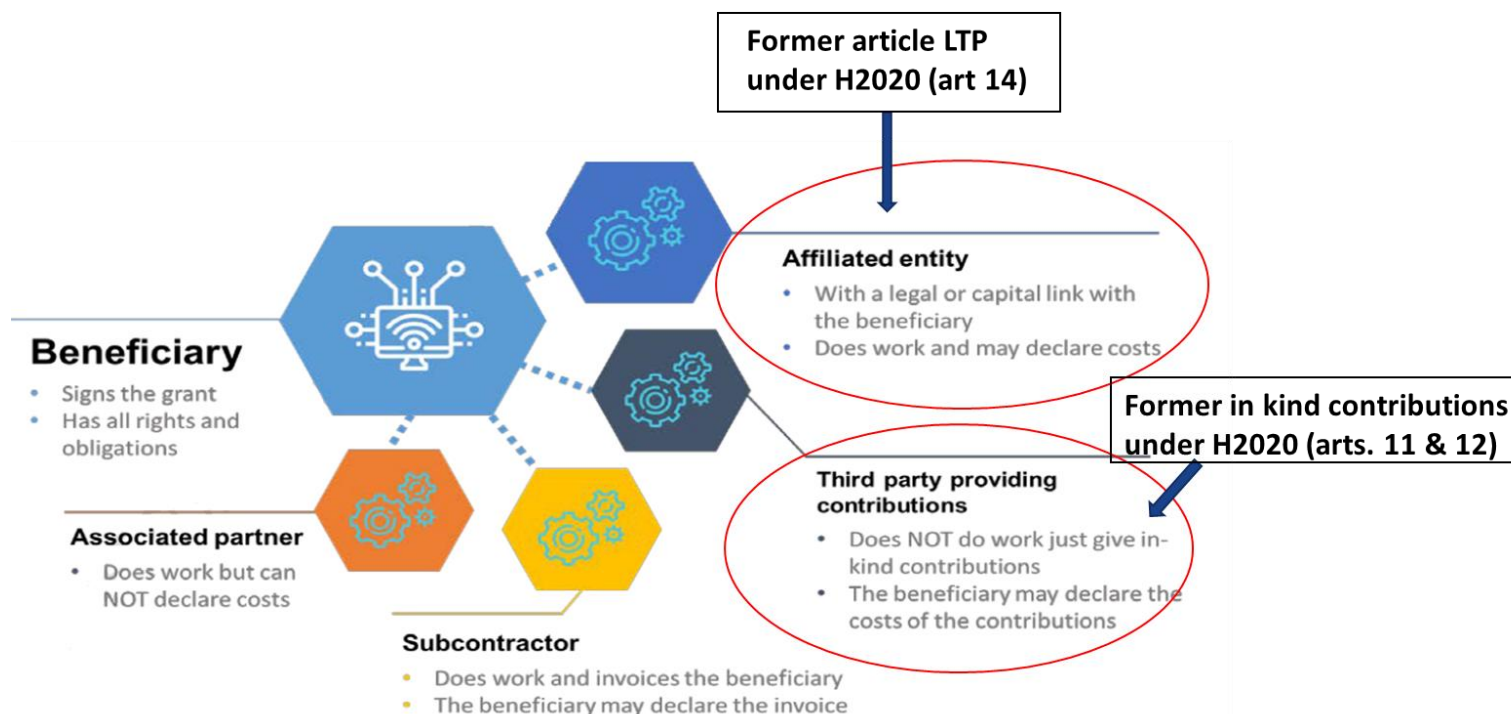 Former article LTP
under H2020 (art 14)
Affiliated entity
• With a legal or capital link with
the beneficiary
• Does work and may declare costs
Beneficiary
• Signs the grant
• Has all rights and
obligations
Former in kind contributions
under H2020 (arts. 11 & 12)
Third party providing
contributions
• Does NOT do work just give in-
kind contributions
• The beneficiary may declare the
costs of the contributions
Associated partner
• Does work but can
NOT declare costs
Subcontractor
• Does work and invoices the beneficiary
• The beneficiary may declare the invoice